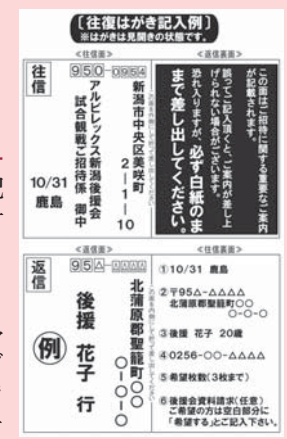 〔往復はがき記入例〕
※はがきは見開きの状態です。
＜往信面＞
往信
950-0954
新潟市中央区美咲町
2－1－10
アルビレックス新潟後援会
試合観戦ご招待係 御中
10/31
鹿島
＜返信裏面＞
この面はご招待に関する重要なご案内
が記載されます。
誤ってご記入頂くと、ご案内が差し上
げられない場合がございます。
恐れ入りますが、必ず白紙のま
まで差し出してください。
＜返信面＞
返信
95△-△△△△
北蒲原郡聖籠町○○
○-○-○
後援 花子 行
例
＜往信裏面＞
①10/31 鹿島
②〒95△-△△△△
北蒲原郡聖籠町○○
○-○-○
③後援 花子 20歳
④0256-○○-△△△△
⑤希望枚数(3枚まで)
⑥後援会資料請求(任意)
ご希望の方は空白部分に
「希望する」とご記入下さい。